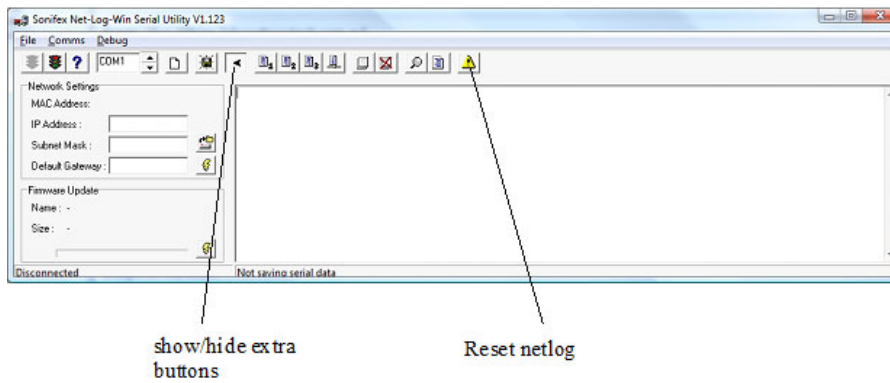 Sonifex Net-Log-Win Serial Utility V1.123
File Comms Debug
COM1
Network Settings
MAC Address:
IP Address :
Subnet Mask :
Default Gateway :
Firmware Update
Name : -
Size : -
Disconnected
Not saving serial data
show/hide extra
buttons
Reset netlog